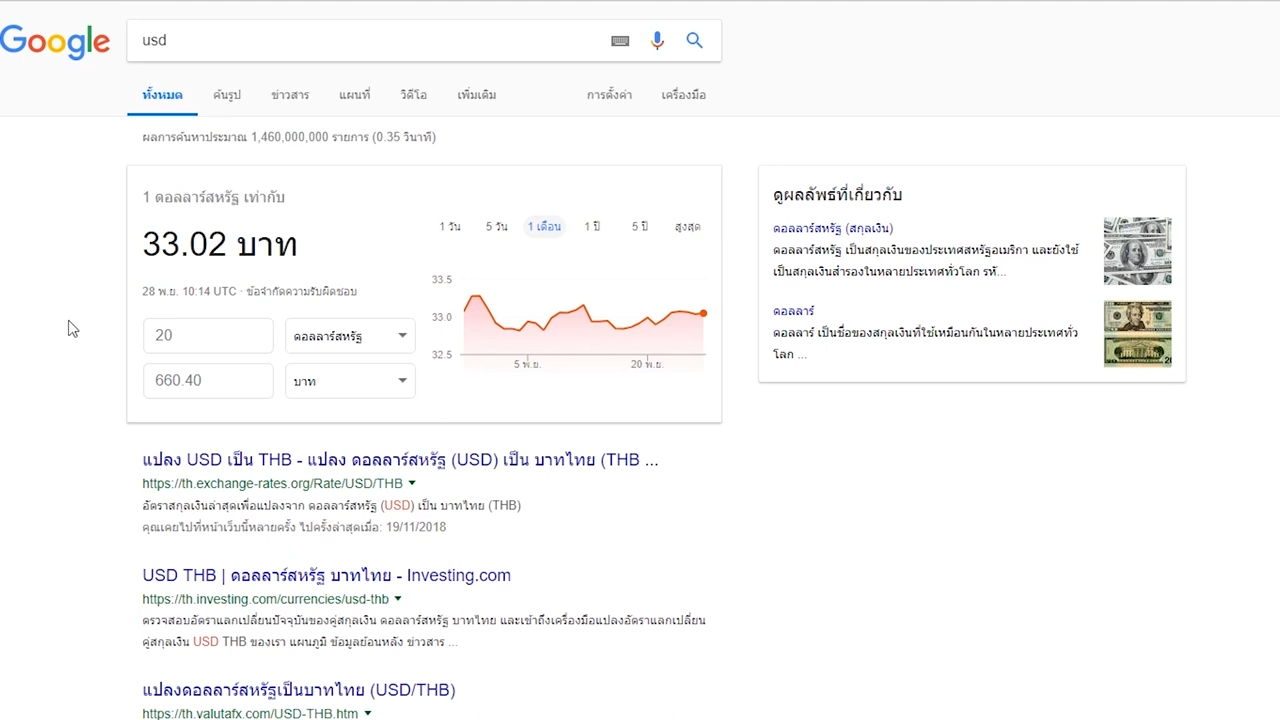 Google
usd
ทั้งหมด ค้นรูป ข่าวสาร แผนที่ วิดีโอ เพิ่มเติม การตั้งค่า เครื่องมือ
ผลการค้นหาประมาณ 1,460,000,000 รายการ (0.35 วินาที)
1 ดอลลาร์สหรัฐ เท่ากับ
33.02 บาท
28 พ.ย. 10:14 UTC · ข้อจำกัดความรับผิดชอบ
20 ดอลลาร์สหรัฐ
660.40 บาท
1 วัน 5 วัน 1 เดือน 1 ปี 5 ปี สูงสุด
33.5
33.0
32.5
5 พ.ย. 20 พ.ย.
แปลง USD เป็น THB - แปลง ดอลลาร์สหรัฐ (USD) เป็น บาทไทย (THB ...
https://th.exchange-rates.org/Rate/USD/THB
อัตราสกุลเงินล่าสุดเพื่อแปลงจาก ดอลลาร์สหรัฐ (USD) เป็น บาทไทย (THB)
คุณเคยไปที่หน้าเว็บนี้หลายครั้ง ไปครั้งล่าสุดเมื่อ: 19/11/2018
USD THB | ดอลลาร์สหรัฐ บาทไทย - Investing.com
https://th.investing.com/currencies/usd-thb
ตรวจสอบอัตราแลกเปลี่ยนปัจจุบันของคู่สกุลเงิน ดอลลาร์สหรัฐ บาทไทย และเข้าถึงเครื่องมือแปลงอัตราแลกเปลี่ยน
คู่สกุลเงิน USD THB ของเรา แผนภูมิ ข้อมูลย้อนหลัง ข่าวสาร ...
แปลงดอลลาร์สหรัฐเป็นบาทไทย (USD/THB)
https://th.valutafx.com/USD-THB.htm
ดูผลลัพธ์ที่เกี่ยวกับ
ดอลลาร์สหรัฐ (สกุลเงิน)
ดอลลาร์สหรัฐ เป็นสกุลเงินของประเทศสหรัฐอเมริกา และยังใช้
เป็นสกุลเงินสำรองในหลายประเทศทั่วโลก รหั...
ดอลลาร์
ดอลลาร์ เป็นชื่อของสกุลเงินที่ใช้เหมือนกันในหลายประเทศทั่ว
โลก ...